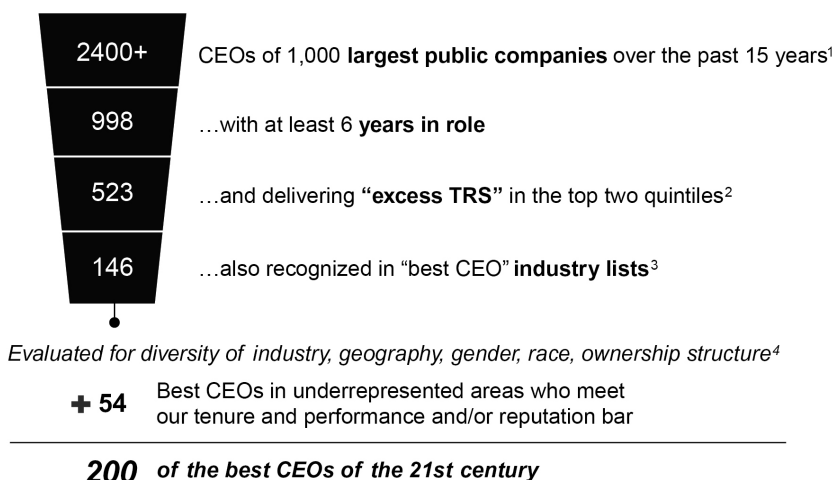 2400+ CEOs of 1,000 largest public companies over the past 15 years¹
998 …with at least 6 years in role
523 …and delivering “excess TRS” in the top two quintiles²
146 …also recognized in “best CEO” industry lists³
Evaluated for diversity of industry, geography, gender, race, ownership structure⁴
+ 54 Best CEOs in underrepresented areas who meet
our tenure and performance and/or reputation bar
200 of the best CEOs of the 21st century